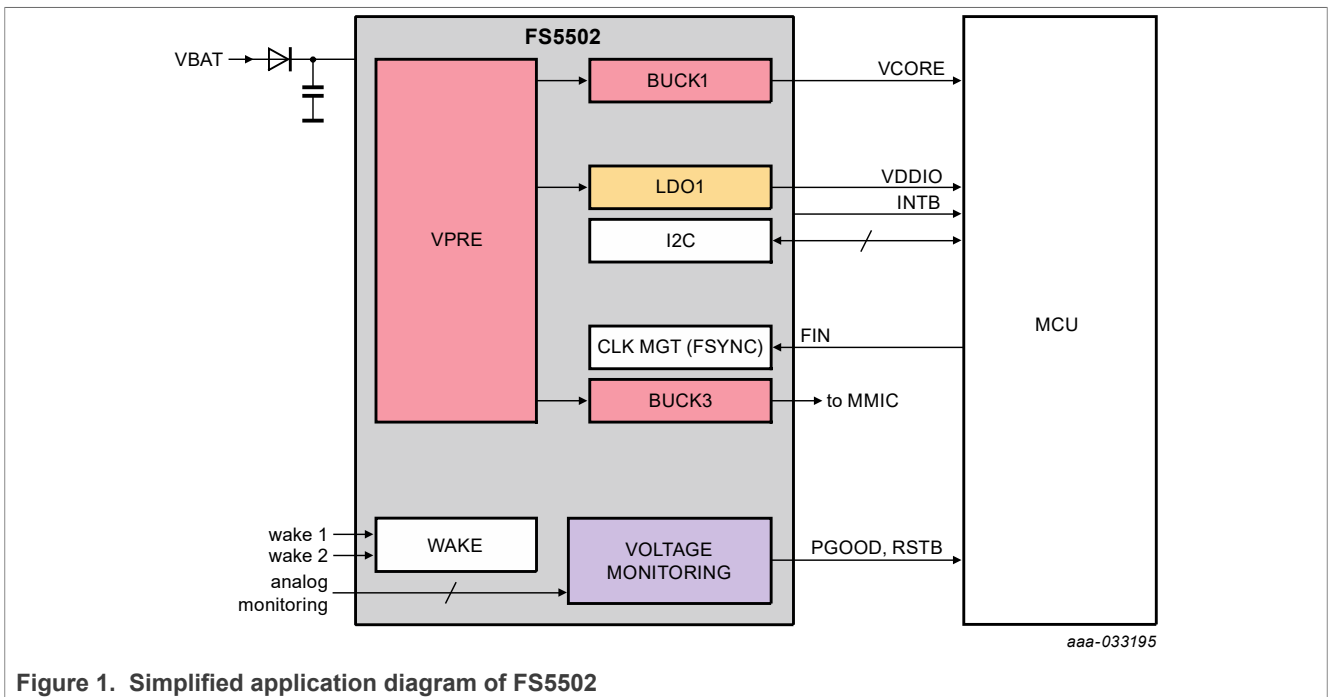 FS5502
VBAT
BUCK1
VCORE
LDO1
VDDIO
INTB
VPRE
I2C
MCU
CLK MGT (FSYNC)
FIN
BUCK3
to MMIC
wake 1
wake 2
WAKE
VOLTAGE
MONITORING
PGOOD, RSTB
analog
monitoring
aaa-033195
Figure 1. Simplified application diagram of FS5502